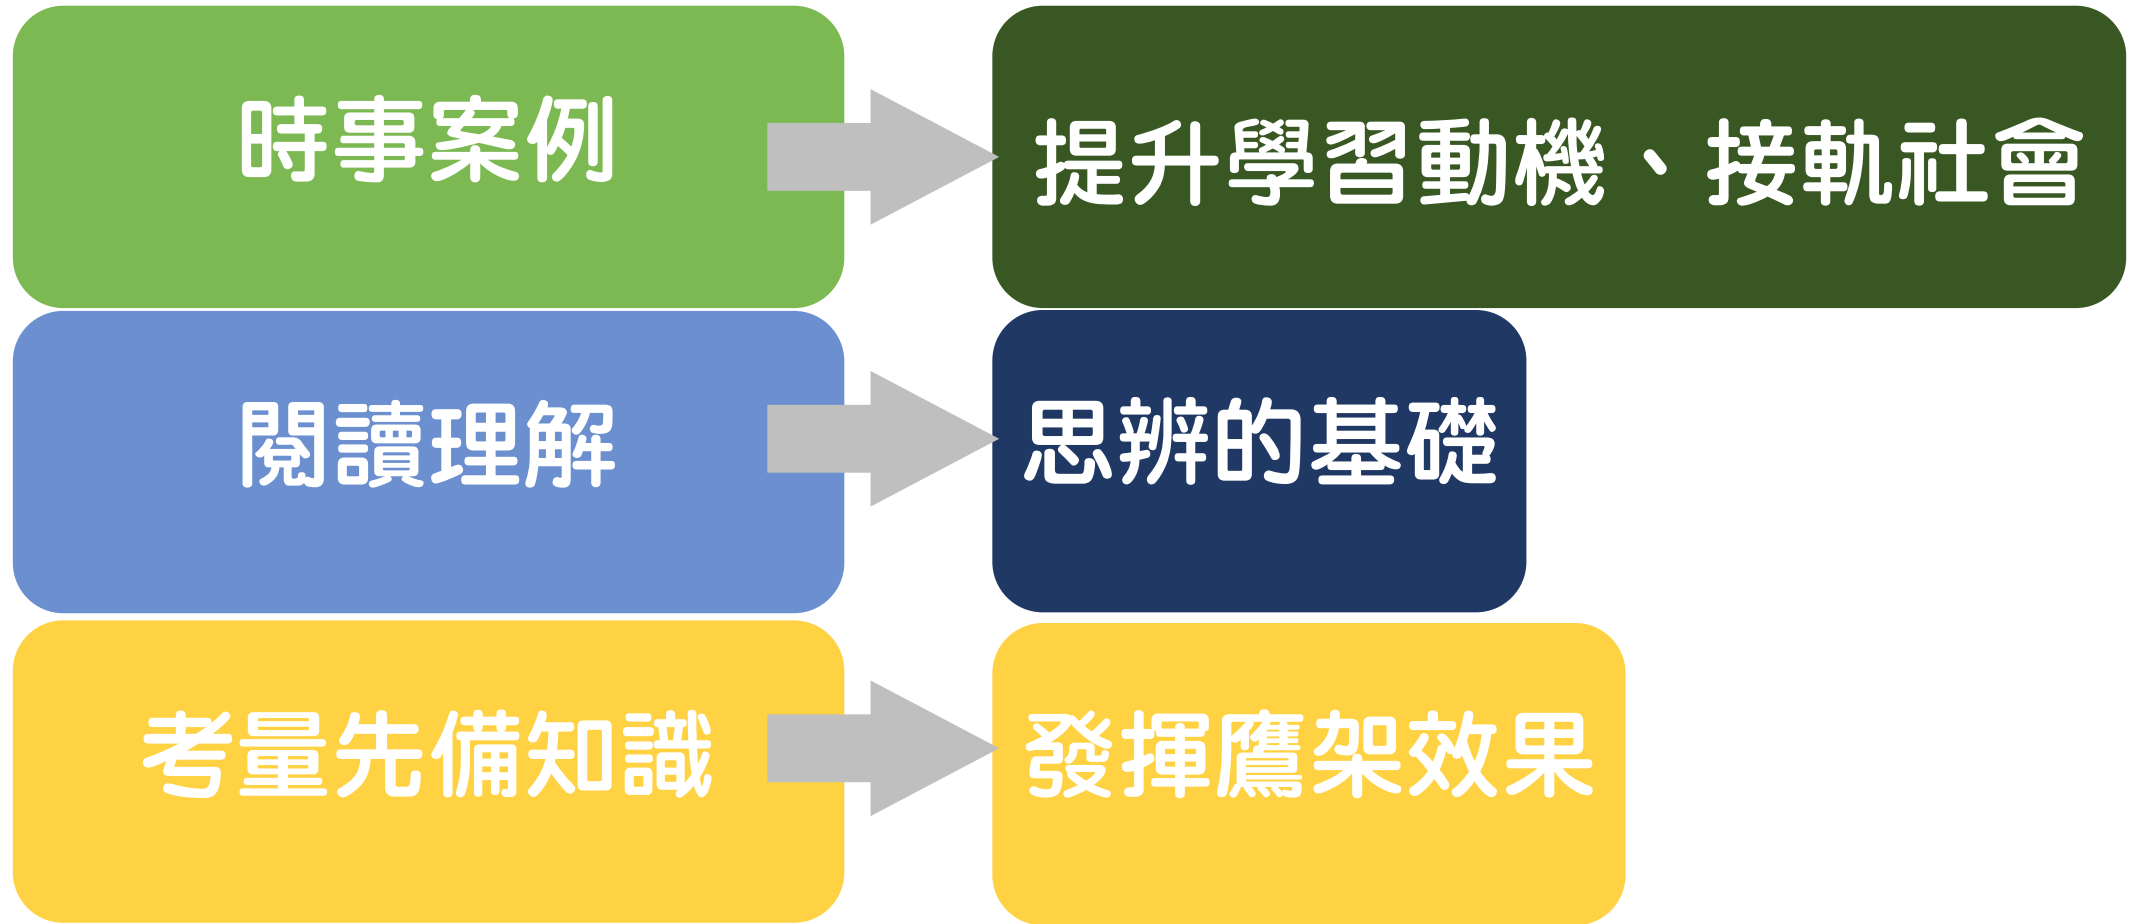 時事案例
提升學習動機、接軌社會
閱讀理解
思辨的基礎
考量先備知識
發揮鷹架效果